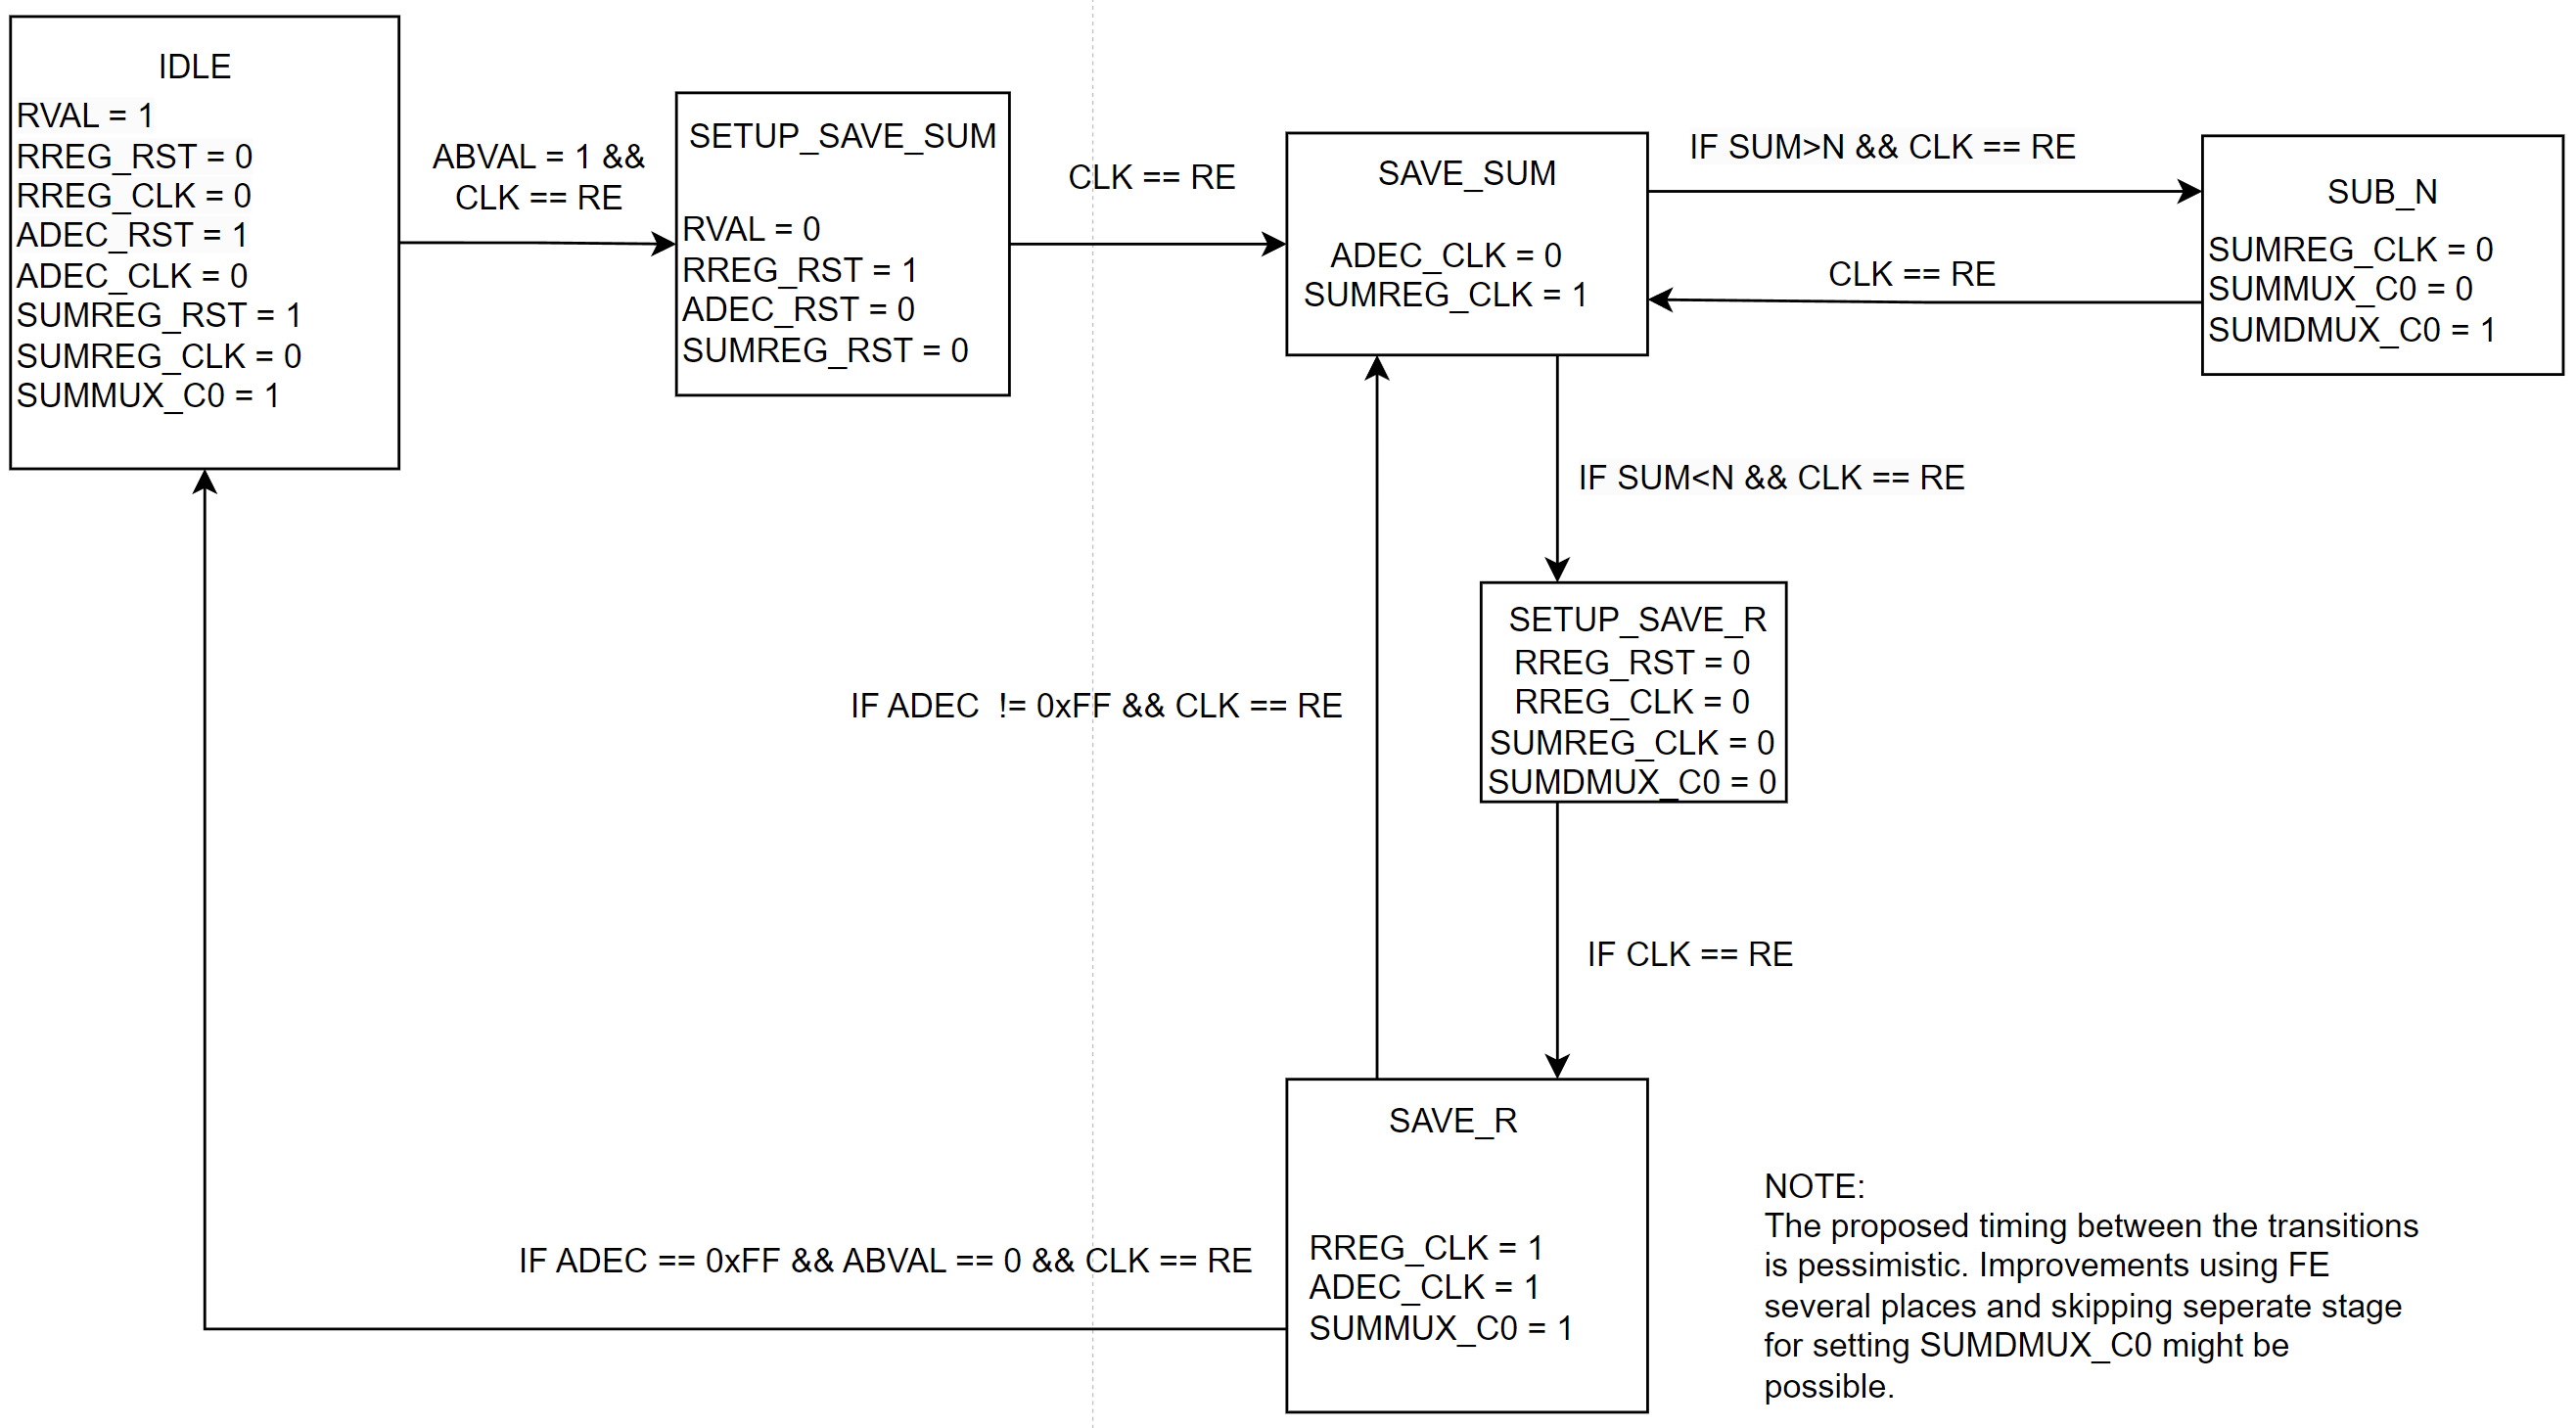 IDLE
RVAL = 1
RREG_RST = 0
RREG_CLK = 0
ADEC_RST = 1
ADEC_CLK = 0
SUMREG_RST = 1
SUMREG_CLK = 0
SUMMUX_C0 = 1
ABVAL = 1 &&
CLK == RE
SETUP_SAVE_SUM
RVAL = 0
RREG_RST = 1
ADEC_RST = 0
SUMREG_RST = 0
CLK == RE
SAVE_SUM
ADEC_CLK = 0
SUMREG_CLK = 1
IF SUM>N && CLK == RE
CLK == RE
SUB_N
SUMREG_CLK = 0
SUMMUX_C0 = 0
SUMDMUX_C0 = 1
IF SUM<N && CLK == RE
SETUP_SAVE_R
RREG_RST = 0
RREG_CLK = 0
SUMREG_CLK = 0
SUMDMUX_C0 = 0
IF ADEC  != 0xFF && CLK == RE
IF CLK == RE
SAVE_R
RREG_CLK = 1
ADEC_CLK = 1
SUMMUX_C0 = 1
IF ADEC == 0xFF && ABVAL == 0 && CLK == RE
NOTE:
The proposed timing between the transitions
is pessimistic. Improvements using FE
several places and skipping seperate stage
for setting SUMDMUX_C0 might be
possible.